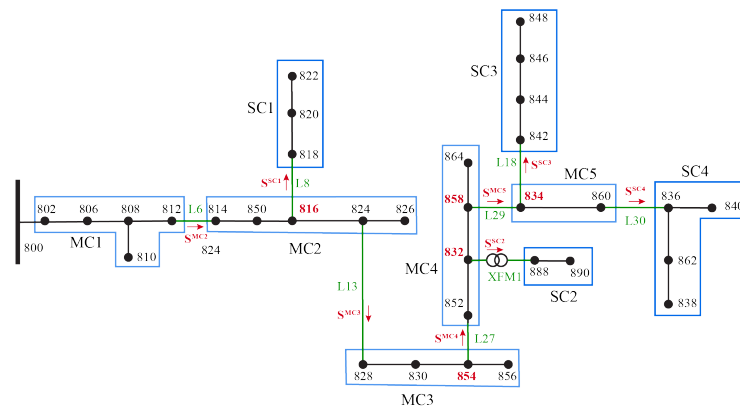 848
846
SC3
844
842
822
SC1
820
818
S^SC1
L8
L18
S^SC3
864
858
S^MC5
L29
834
MC5
860
S^SC4
L30
SC4
836
840
862
838
802
806
808
812
L6
814
850
816
824
826
800
MC1
810
S^MC2
824
MC2
832
S^SC2
XFM1
888
890
SC2
MC4
852
L13
S^MC3
S^MC4
L27
828
830
854
856
MC3